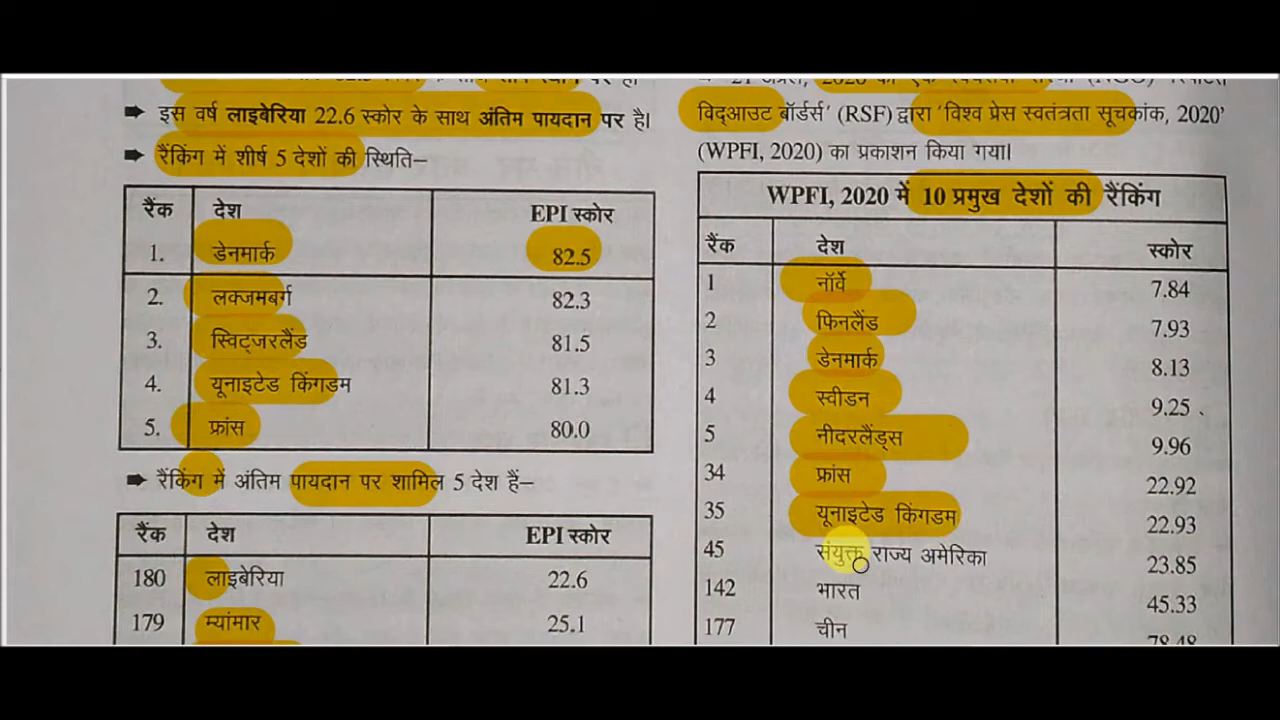 ➡ इस वर्ष लाइबेरिया 22.6 स्कोर के साथ अंतिम पायदान पर है।
➡ रैंकिंग में शीर्ष 5 देशों की स्थिति–
रैंक देश EPI स्कोर
1. डेनमार्क 82.5
2. लक्जमबर्ग 82.3
3. स्विट्जरलैंड 81.5
4. यूनाइटेड किंगडम 81.3
5. फ्रांस 80.0
➡ रैंकिंग में अंतिम पायदान पर शामिल 5 देश हैं–
रैंक देश EPI स्कोर
180 लाइबेरिया 22.6
179 म्यांमार 25.1
विद्आउट बॉर्डर्स' (RSF) द्वारा 'विश्व प्रेस स्वतंत्रता सूचकांक, 2020'
(WPFI, 2020) का प्रकाशन किया गया।
WPFI, 2020 में 10 प्रमुख देशों की रैंकिंग
रैंक देश स्कोर
1 नॉर्वे 7.84
2 फिनलैंड 7.93
3 डेनमार्क 8.13
4 स्वीडन 9.25
5 नीदरलैंड्स 9.96
34 फ्रांस 22.92
35 यूनाइटेड किंगडम 22.93
45 संयुक्त राज्य अमेरिका 23.85
142 भारत 45.33
177 चीन